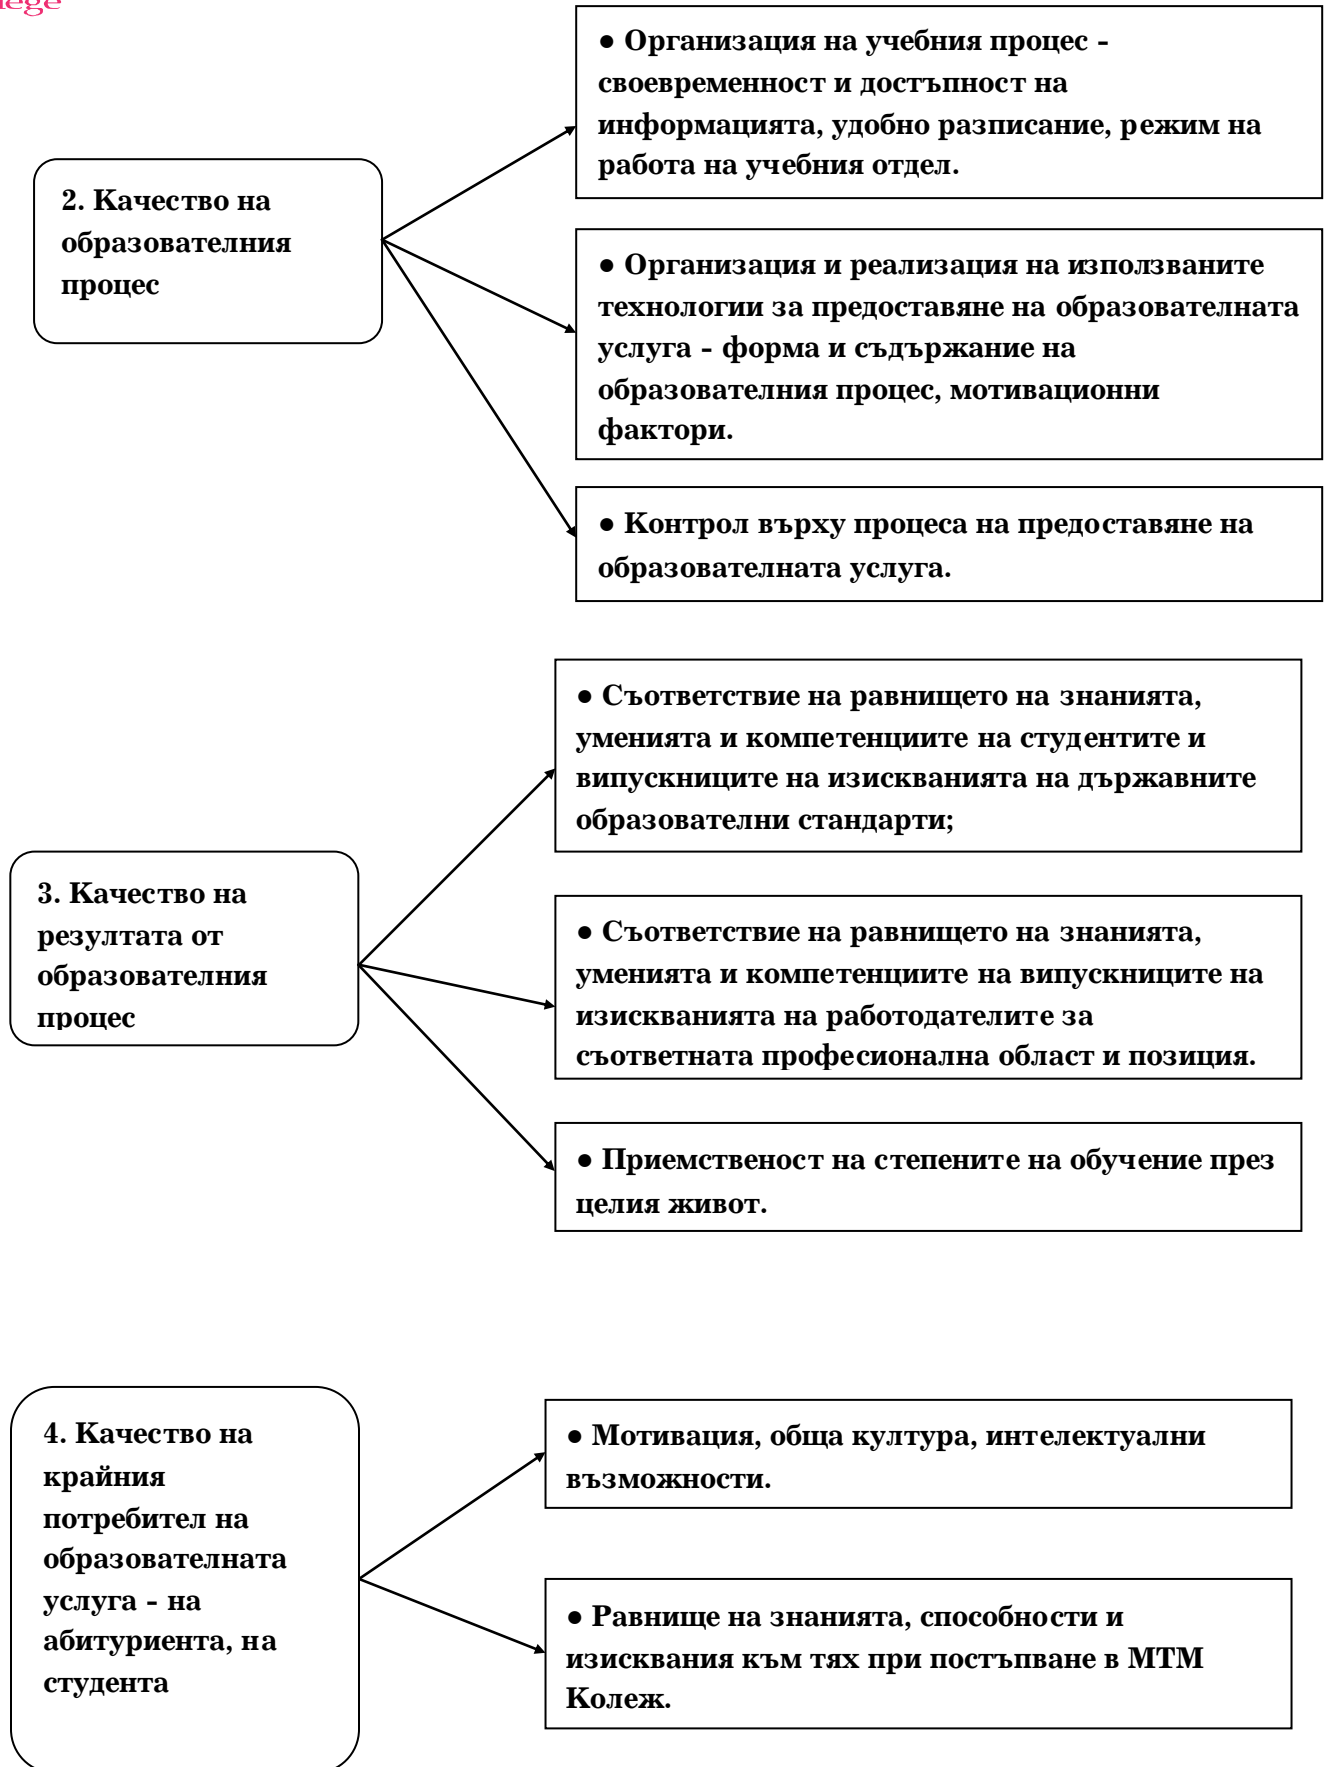 2. Качество на
образователния
процес
● Организация на учебния процес -
своевременност и достъпност на
информацията, удобно разписание, режим на
работа на учебния отдел.
● Организация и реализация на използваните
технологии за предоставяне на образователната
услуга - форма и съдържание на
образователния процес, мотивационни
фактори.
● Контрол върху процеса на предоставяне на
образователната услуга.
3. Качество на
резултата от
образователния
процес
● Съответствие на равнището на знанията,
уменията и компетенциите на студентите и
випускниците на изискванията на държавните
образователни стандарти;
● Съответствие на равнището на знанията,
уменията и компетенциите на випускниците на
изискванията на работодателите за
съответната професионална област и позиция.
● Приемственост на степените на обучение през
целия живот.
4. Качество на
крайния
потребител на
образователната
услуга - на
абитуриента, на
студента
● Мотивация, обща култура, интелектуални
възможности.
● Равнище на знанията, способности и
изисквания към тях при постъпване в МТМ
Колеж.